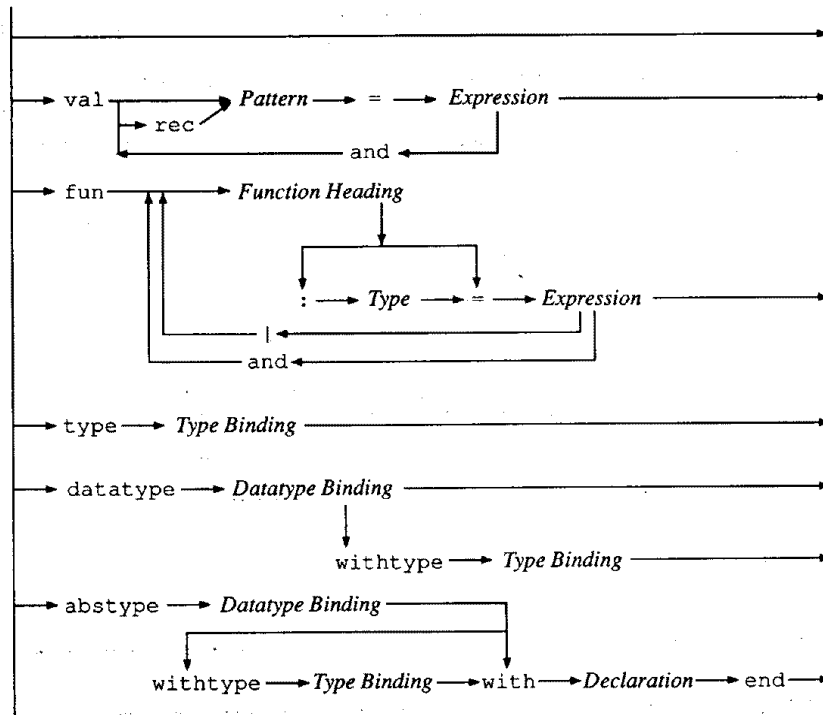 val Pattern = Expression
rec
and
fun Function Heading
: Type = Expression
|
and
type Type Binding
datatype Datatype Binding
withtype Type Binding
abstype Datatype Binding
withtype Type Binding with Declaration end